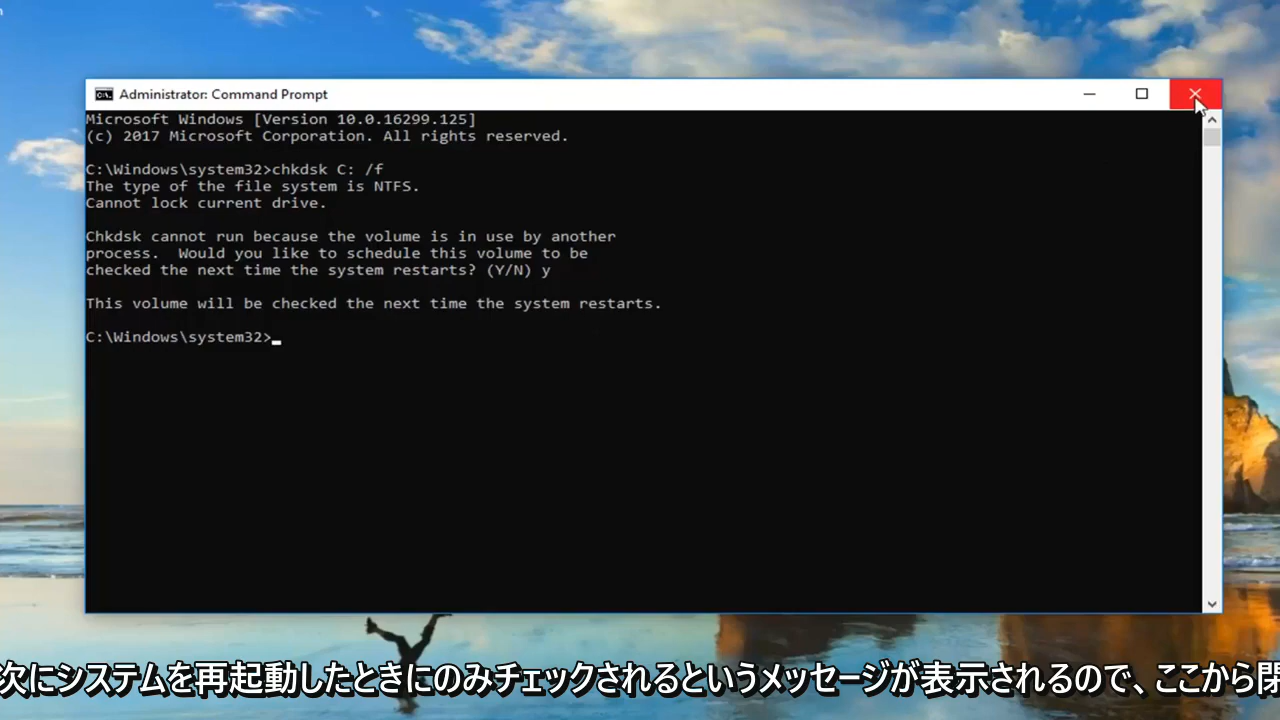 Administrator: Command Prompt
Microsoft Windows [Version 10.0.16299.125]
(c) 2017 Microsoft Corporation. All rights reserved.
C:\Windows\system32>chkdsk C: /f
The type of the file system is NTFS.
Cannot lock current drive.
Chkdsk cannot run because the volume is in use by another
process.  Would you like to schedule this volume to be
checked the next time the system restarts? (Y/N) y
This volume will be checked the next time the system restarts.
C:\Windows\system32>
次にシステムを再起動したときにのみチェックされるというメッセージが表示されるので、ここから閉